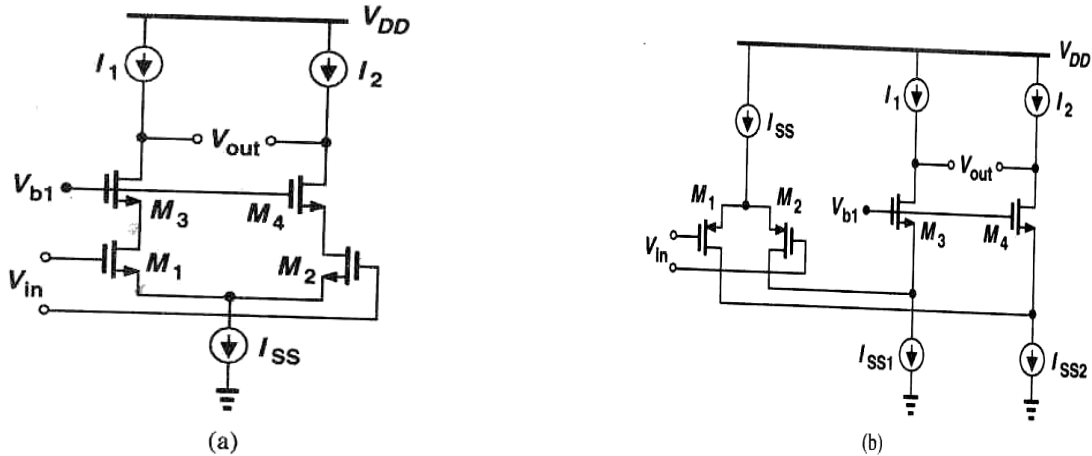 V_DD
I_1
I_2
V_out
V_b1
M_3
M_4
V_in
M_1
M_2
I_SS
(a)
V_DD
I_1
I_2
I_SS
V_out
M_1
M_2
V_b1
M_3
M_4
V_in
I_SS1
I_SS2
(b)